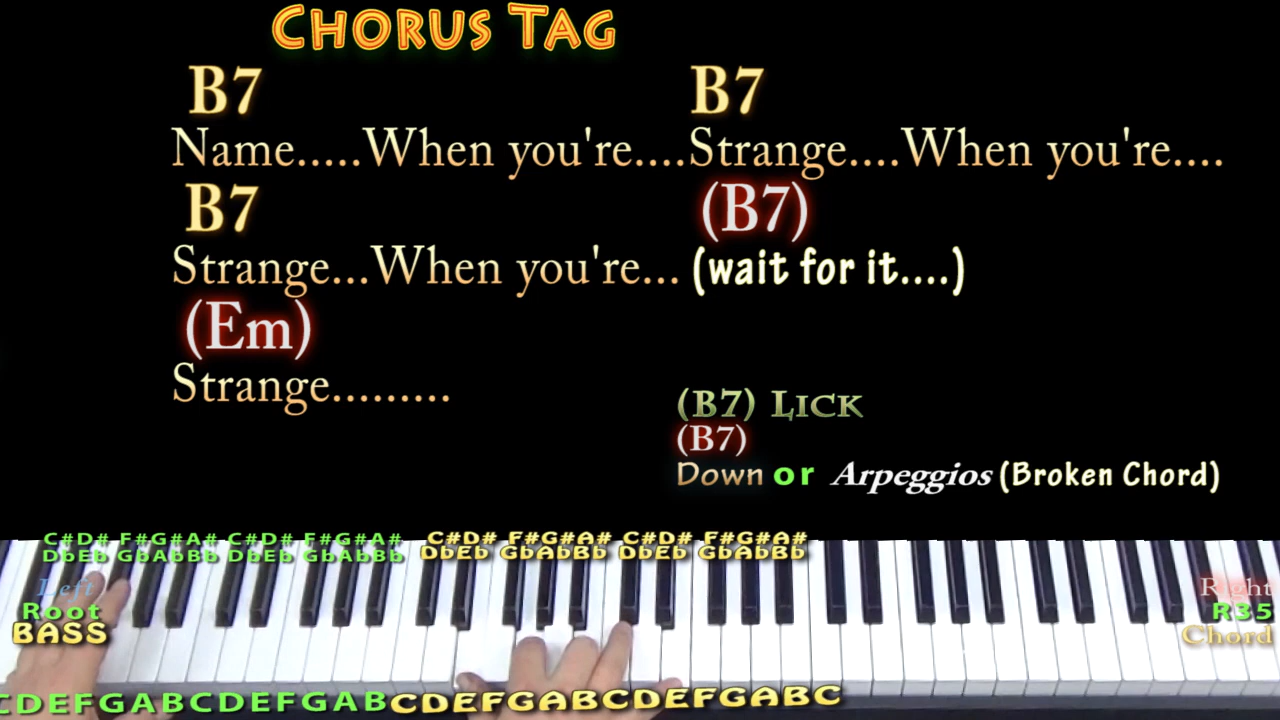 CHORUS TAG
B7 B7
Name.....When you're....Strange....When you're....
B7 (B7)
Strange...When you're... (wait for it....)
(Em)
Strange.........
(B7) LICK
(B7)
Down or Arpeggios (Broken Chord)
C#D# F#G#A# C#D# F#G#A# C#D# F#G#A# C#D# F#G#A#
DbEb GbAbBb DbEb GbAbBb DbEb GbAbBb DbEb GbAbBb
Left Right
Root R35
BASS Chord
CDEFGABCDEFGABCDEFGABCDEFGABC